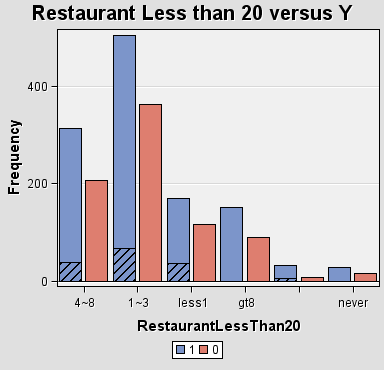 Restaurant Less than 20 versus Y
Frequency
400
200
0
4~8 1~3 less1 gt8 never
RestaurantLessThan20
1 0